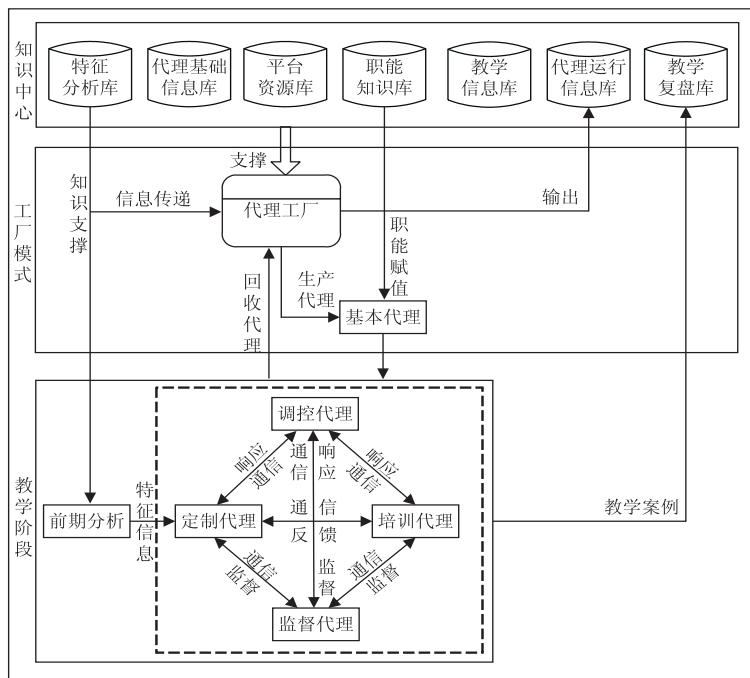 知识中心
特征
分析库
代理基础
信息库
平台
资源库
职能
知识库
教学
信息库
代理运行
信息库
教学
复盘库
工厂模式
支撑
知识支撑
信息传递
代理工厂
输出
职能赋值
回收代理
生产
代理
基本代理
教学阶段
调控代理
响应
通信
通信
响应
响应
通信
前期分析
特征信息
定制代理
通信
反馈
培训代理
教学案例
通信
监督
监督
通信
监督
监督代理